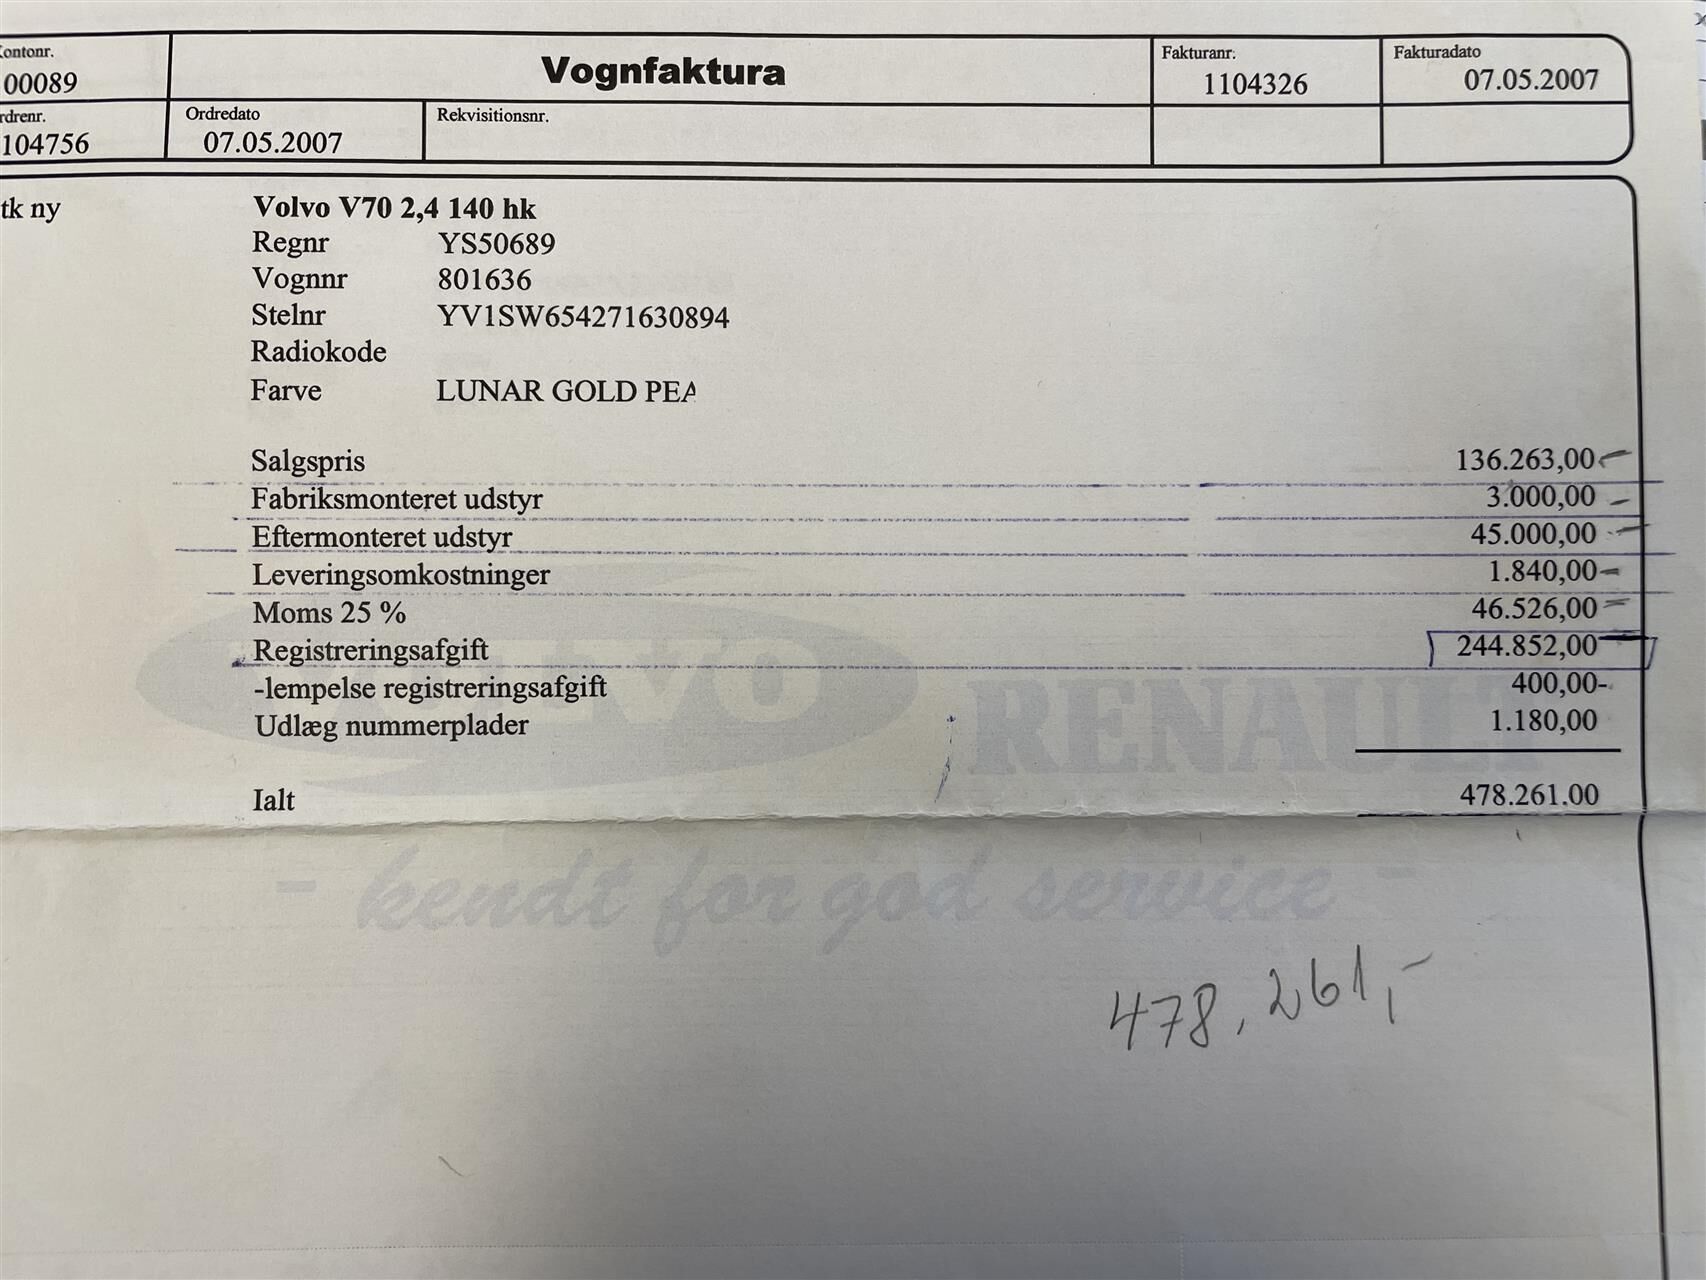 ontonr.
00089
Vognfaktura
Fakturanr.
1104326
Fakturadato
07.05.2007
rdrenr.
104756
Ordredato
07.05.2007
Rekvisitionsnr.
tk ny
Volvo V70 2,4 140 hk
Regnr YS50689
Vognnr 801636
Stelnr YV1SW654271630894
Radiokode
Farve LUNAR GOLD PEA
Salgspris 136.263,00
Fabriksmonteret udstyr 3.000,00
Eftermonteret udstyr 45.000,00
Leveringsomkostninger 1.840,00
Moms 25 % 46.526,00
Registreringsafgift 244.852,00
-lempelse registreringsafgift 400,00-
Udlæg nummerplader 1.180,00
VOLVO
RENAULT
Ialt 478.261.00
- kendt for god service -
478.261,-